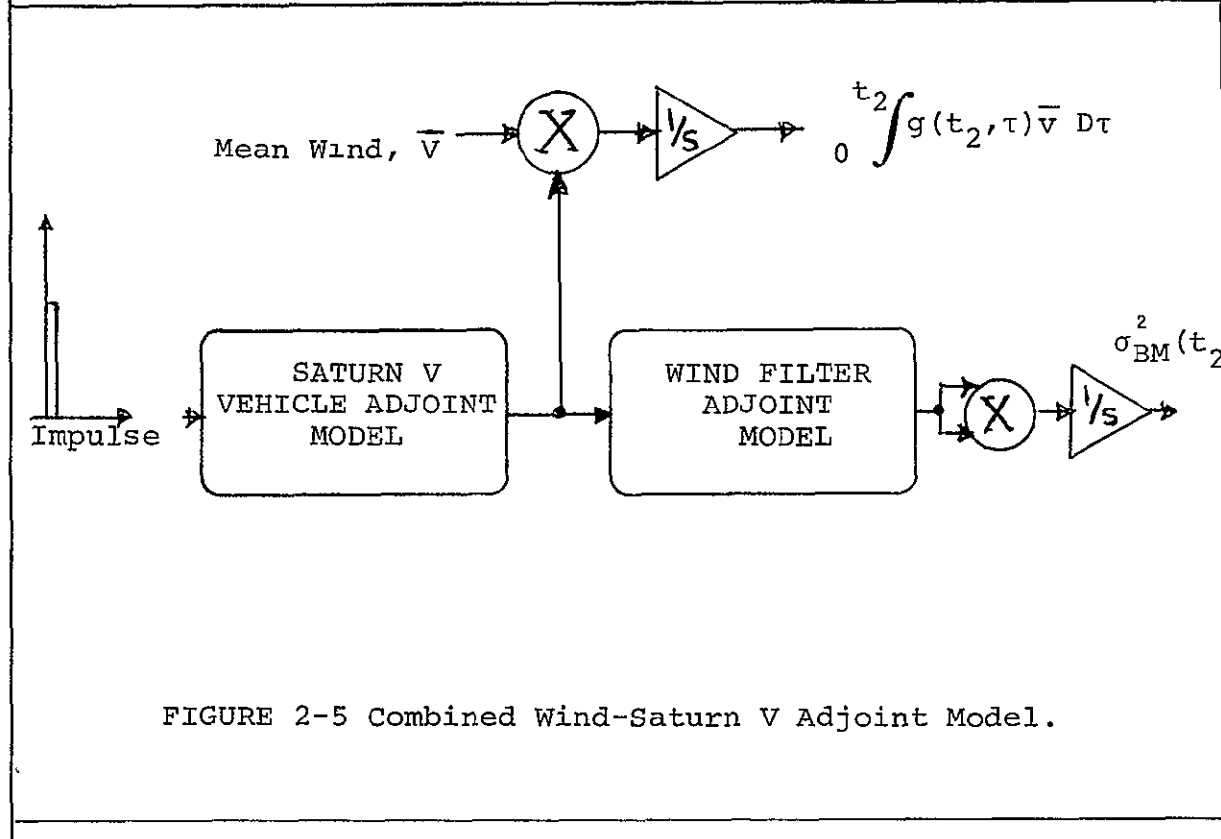 Mean Wind, V̅
X
1/S
t₂
∫g(t₂,τ)v̅ Dτ
0
Impulse
SATURN V
VEHICLE ADJOINT
MODEL
WIND FILTER
ADJOINT
MODEL
X
1/S
σ²BM(t₂
FIGURE 2-5 Combined Wind-Saturn V Adjoint Model.